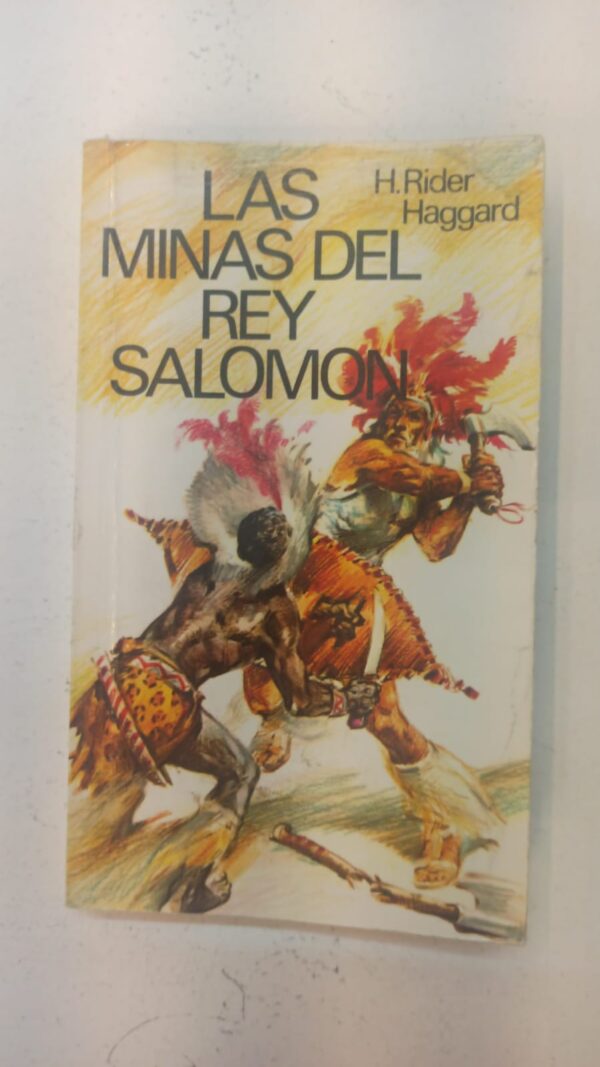 LAS
MINAS DEL
REY
SALOMON
H.Rider
Haggard